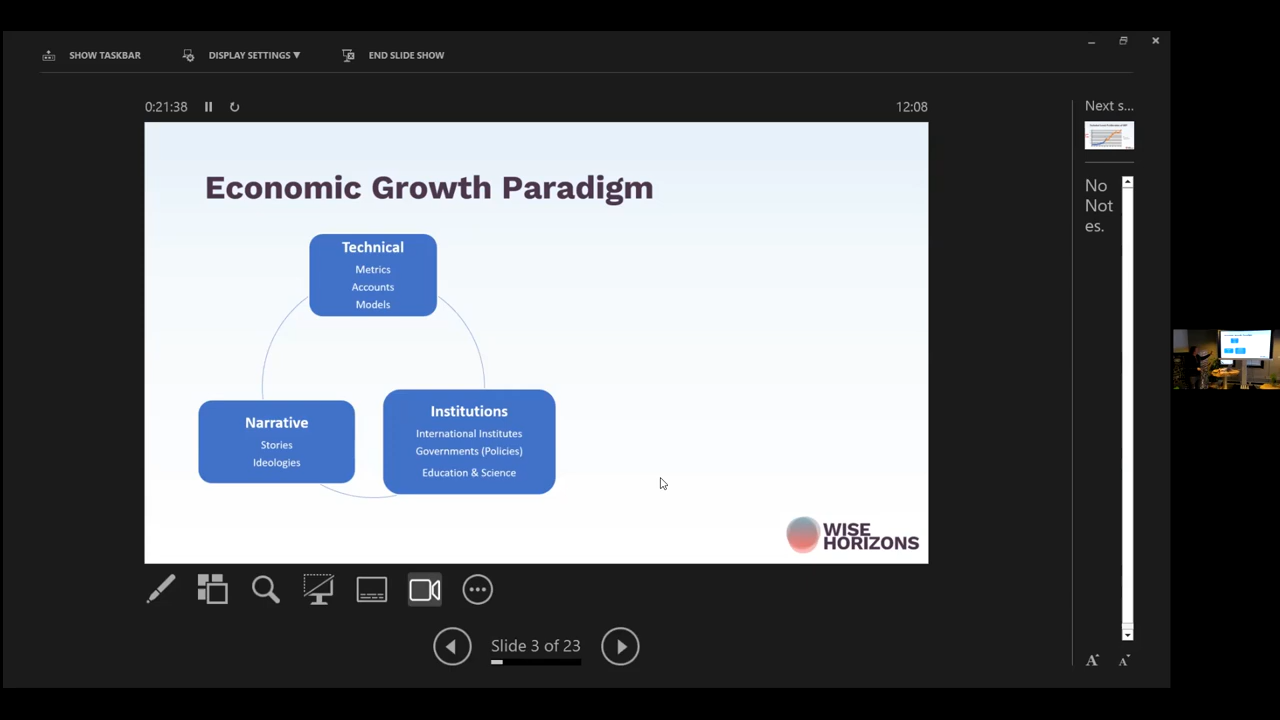 SHOW TASKBAR
DISPLAY SETTINGS ▼
END SLIDE SHOW
0:21:38
12:08
Next s...
Economic Growth Paradigm
Technical
Metrics
Accounts
Models
Narrative
Stories
Ideologies
Institutions
International Institutes
Governments (Policies)
Education & Science
WISE
HORIZONS
No
Not
es.
Slide 3 of 23
A
A